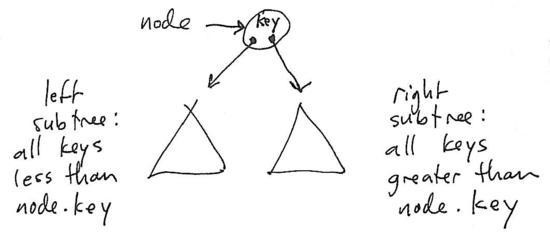 node
key
left
subtree:
all keys
less than
node.key
right
subtree:
all keys
greater than
node.key